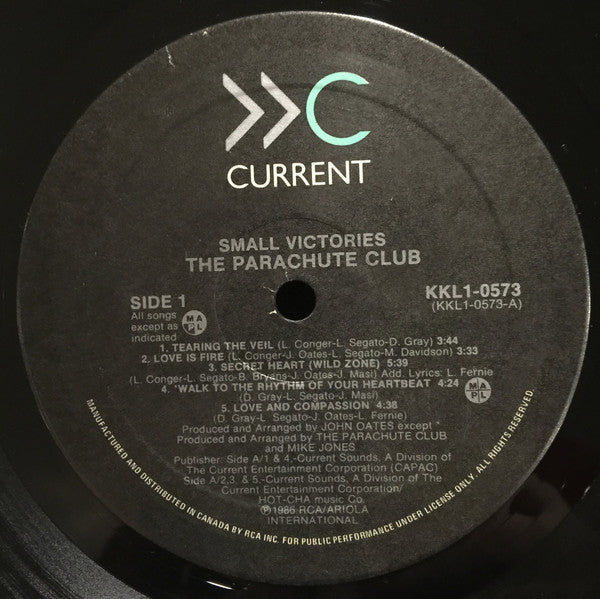 >>C
CURRENT
SMALL VICTORIES
THE PARACHUTE CLUB
SIDE 1
All songs
except as
indicated
MAPL
KKL1-0573
(KKL1-0573-A)
1. TEARING THE VEIL (L. Conger-L. Segato-D. Gray) 3:44
2. LOVE IS FIRE (L. Conger-J. Oates-L. Segato-M. Davidson) 3:33
3. SECRET HEART (WILD ZONE) 5:39
(L. Conger-L. Segato-B. Bryans-J. Oates-J. Masi) Add. Lyrics: L. Fernie
4. *WALK TO THE RHYTHM OF YOUR HEARTBEAT 4:24 MAPL
(D. Gray-L. Segato-J. Masi)
5. LOVE AND COMPASSION 4:38
(D. Gray-L. Segato-J. Oates-L. Fernie)
Produced and Arranged by JOHN OATES except *
Produced and Arranged by THE PARACHUTE CLUB
and MIKE JONES
Publisher: Side A/1 & 4,-Current Sounds, A Division of
The Current Entertainment Corporation (CAPAC)
Side A/2,3, & 5,-Current Sounds, A Division of The
Current Entertainment Corporation/
HOT-CHA music Co.
℗1986 RCA/ARIOLA
INTERNATIONAL
MANUFACTURED AND DISTRIBUTED IN CANADA BY RCA INC. FOR PUBLIC PERFORMANCE UNDER LICENSE ONLY. ALL RIGHTS RESERVED.